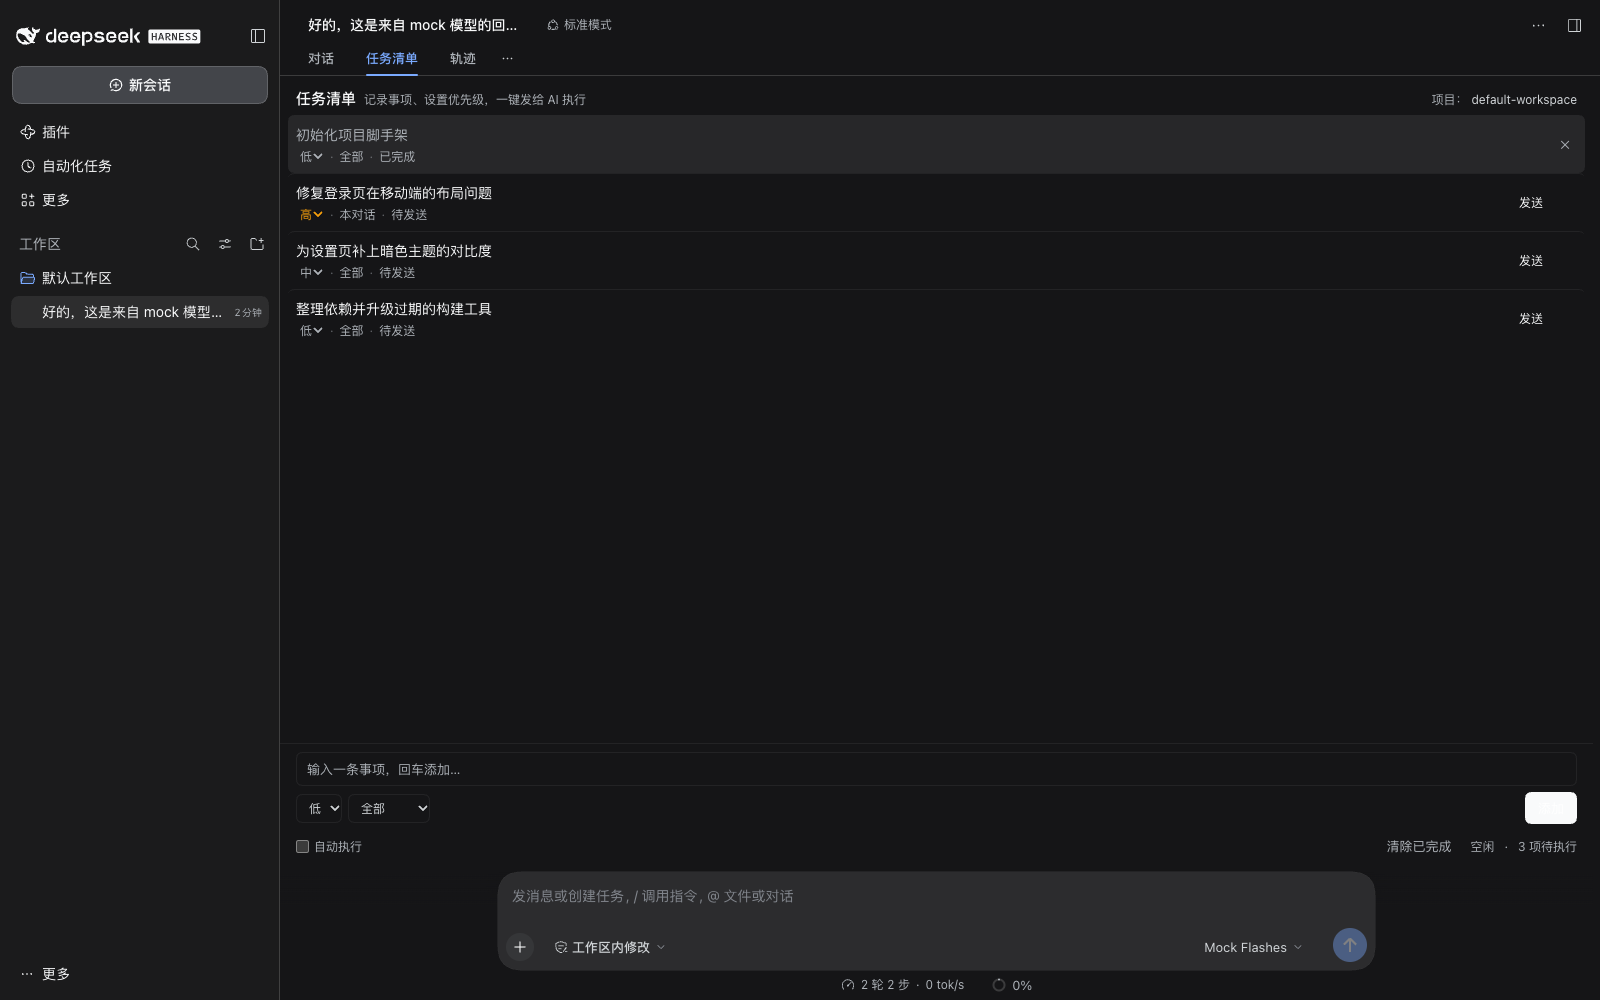 deepseek HARNESS
新会话
插件
自动化任务
更多
工作区
默认工作区
好的，这是来自 mock 模型... 2分钟
... 更多
好的，这是来自 mock 模型的回... 标准模式 ...
对话 任务清单 轨迹 ...
任务清单 记录事项、设置优先级，一键发给 AI 执行 项目： default-workspace
初始化项目脚手架
低 · 全部 · 已完成
修复登录页在移动端的布局问题
高 · 本对话 · 待发送 发送
为设置页补上暗色主题的对比度
中 · 全部 · 待发送 发送
整理依赖并升级过期的构建工具
低 · 全部 · 待发送 发送
输入一条事项，回车添加...
低 全部
自动执行 清除已完成 空闲 · 3 项待执行
发消息或创建任务, / 调用指令, @ 文件或对话
工作区内修改 Mock Flashes
2 轮 2 步 · 0 tok/s 0%